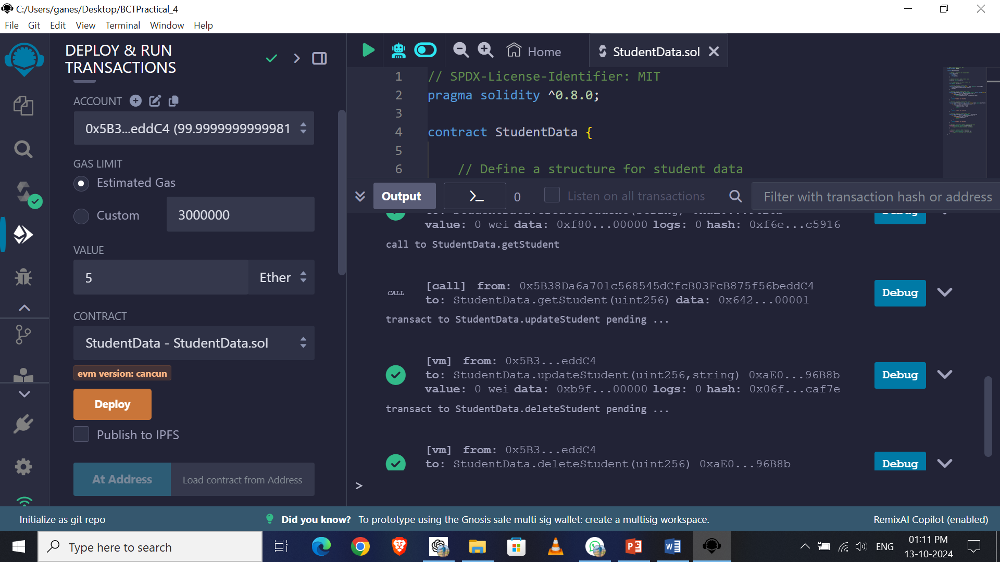 C:/Users/ganes/Desktop/BCTPractical_4
File Git Edit View Terminal Window Help
DEPLOY & RUN
TRANSACTIONS
ACCOUNT
0x5B3...eddC4 (99.9999999999981
GAS LIMIT
Estimated Gas
Custom
3000000
VALUE
5
Ether
CONTRACT
StudentData - StudentData.sol
evm version: cancun
Deploy
Publish to IPFS
At Address
Load contract from Address
Home
StudentData.sol
1 // SPDX-License-Identifier: MIT
2 pragma solidity ^0.8.0;
3
4 contract StudentData {
5
6 // Define a structure for student data
Output
>_
0
Listen on all transactions
Filter with transaction hash or address
to: StudentData.createStudent(string) 0xaE0...96B8b
Debug
value: 0 wei data: 0xf80...00000 logs: 0 hash: 0xf6e...c5916
call to StudentData.getStudent
CALL
[call] from: 0x5B38Da6a701c568545dCfcB03FcB875f56beddC4
to: StudentData.getStudent(uint256) data: 0x642...00001
Debug
transact to StudentData.updateStudent pending ...
[vm] from: 0x5B3...eddC4
to: StudentData.updateStudent(uint256,string) 0xaE0...96B8b
value: 0 wei data: 0xb9f...00000 logs: 0 hash: 0x06f...caf7e
Debug
transact to StudentData.deleteStudent pending ...
[vm] from: 0x5B3...eddC4
to: StudentData.deleteStudent(uint256) 0xaE0...96B8b
Debug
>
Initialize as git repo
Did you know? To prototype using the Gnosis safe multi sig wallet: create a multisig workspace.
RemixAI Copilot (enabled)
Type here to search
ENG
01:11 PM
13-10-2024